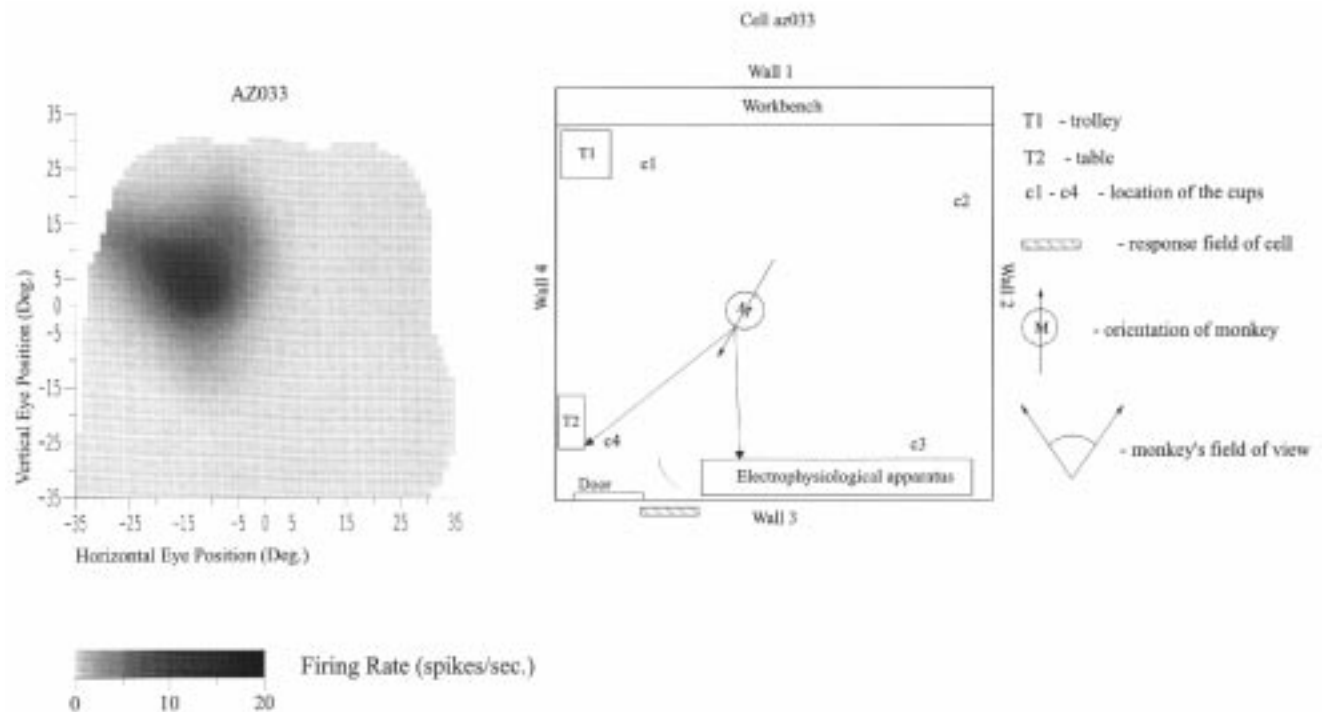 Cell az033
AZ033
35
25
15
5
0
-5
-15
-25
-35
Vertical Eye Position (Deg.)
-35 -25 -15 -5 0 5 15 25 35
Horizontal Eye Position (Deg.)
0 10 20
Firing Rate (spikes/sec.)
Wall 1
Workbench
T1
c1
c2
Wall 4
Wall 2
T2
c4
c3
Electrophysiological apparatus
Door
Wall 3
T1 - trolley
T2 - table
c1 - c4 - location of the cups
- response field of cell
M - orientation of monkey
- monkey's field of view